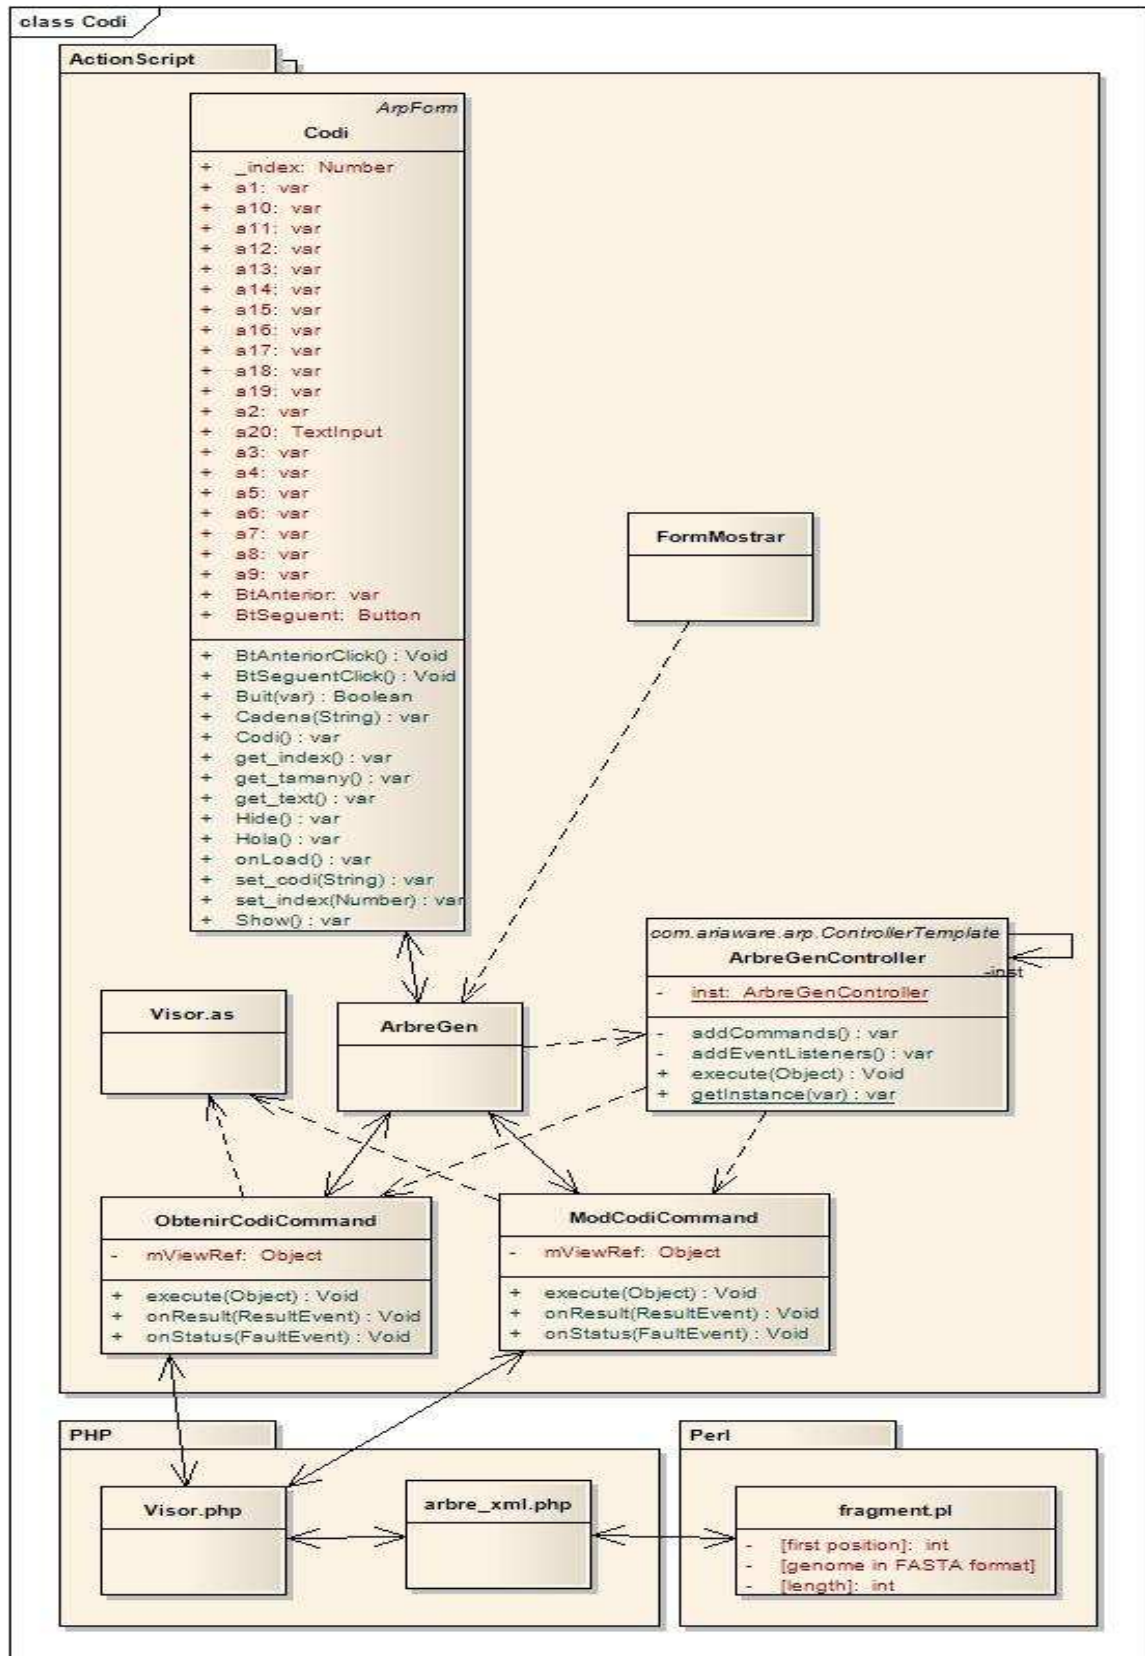 class Codi
ActionScript
ArpForm
Codi
+ _index: Number
+ a1: var
+ a10: var
+ a11: var
+ a12: var
+ a13: var
+ a14: var
+ a15: var
+ a16: var
+ a17: var
+ a18: var
+ a19: var
+ a2: var
+ a20: TextInput
+ a3: var
+ a4: var
+ a5: var
+ a6: var
+ a7: var
+ a8: var
+ a9: var
+ BtAnterior: var
+ BtSeguent: Button
+ BtAnteriorClick() : Void
+ BtSeguentClick() : Void
+ Buit(var) : Boolean
+ Cadena(String) : var
+ Codi() : var
+ get_index() : var
+ get_tamany() : var
+ get_text() : var
+ Hide() : var
+ Hola() : var
+ onLoad() : var
+ set_codi(String) : var
+ set_index(Number) : var
+ Show() : var
FormMostrar
com.ariaware.arp.ControllerTemplate
ArbreGenController
-inst
- inst: ArbreGenController
- addCommands() : var
- addEventListeners() : var
+ execute(Object) : Void
+ getInstance(var) : var
Visor.as
ArbreGen
ObtenirCodiCommand
- mViewRef: Object
+ execute(Object) : Void
+ onResult(ResultEvent) : Void
+ onStatus(FaultEvent) : Void
ModCodiCommand
- mViewRef: Object
+ execute(Object) : Void
+ onResult(ResultEvent) : Void
+ onStatus(FaultEvent) : Void
PHP
Visor.php
arbre_xml.php
Perl
fragment.pl
- [first position]: int
- [genome in FASTA format]
- [length]: int